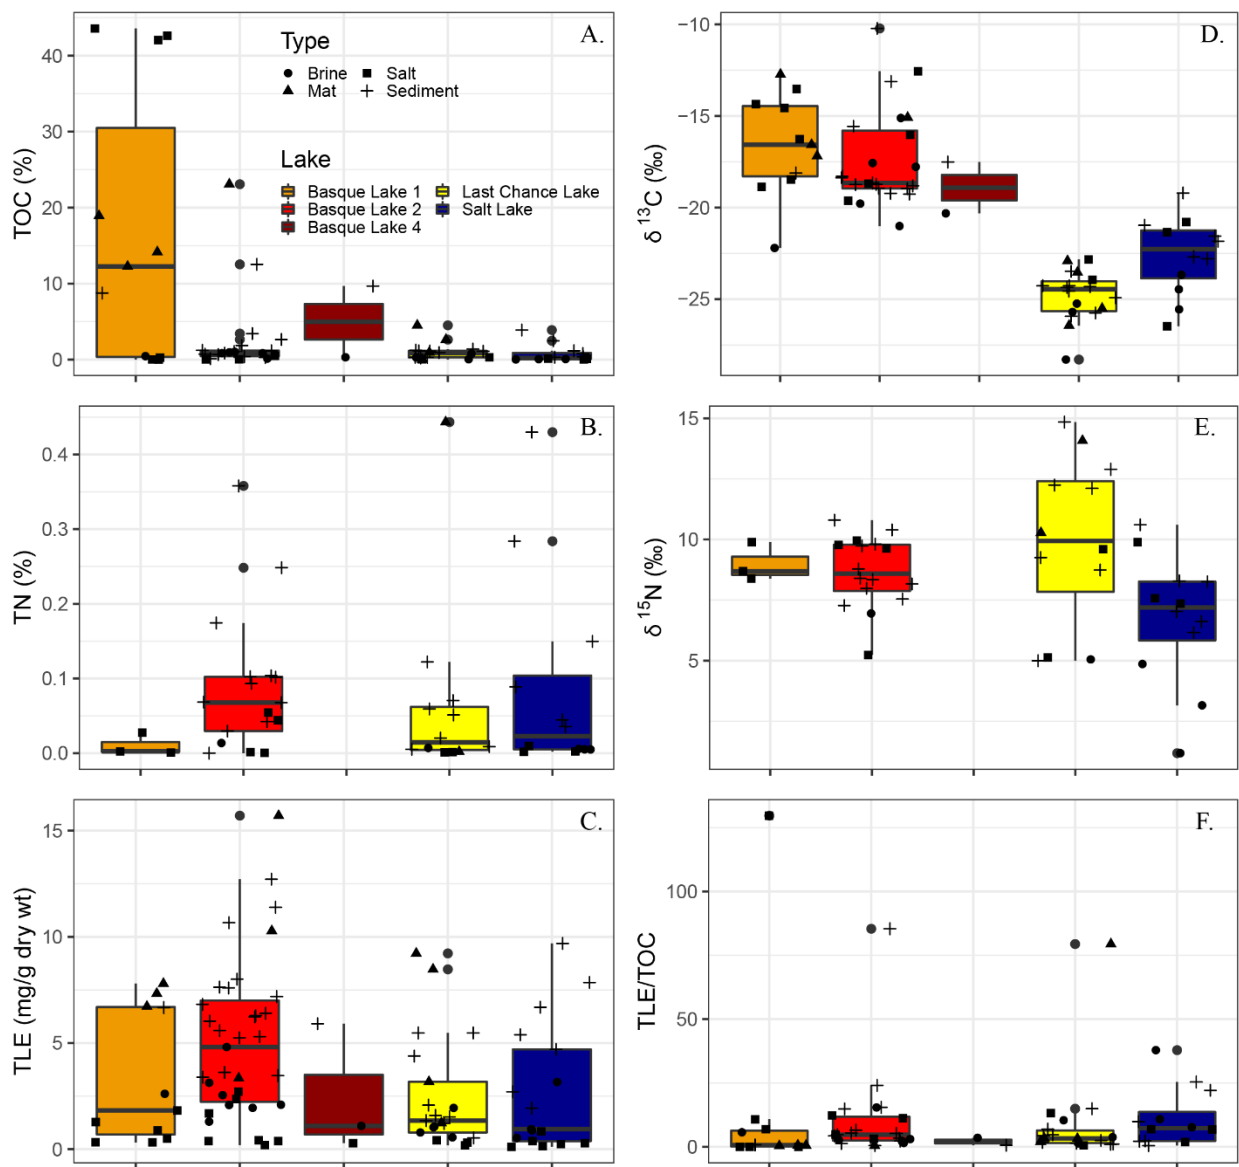 A.
TOC (%)
40
30
20
10
0
Type
Brine
Salt
Mat
Sediment
Lake
Basque Lake 1
Last Chance Lake
Basque Lake 2
Salt Lake
Basque Lake 4
D.
δ ¹³C (‰)
−10
−15
−20
−25
B.
TN (%)
0.4
0.3
0.2
0.1
0.0
E.
δ ¹⁵N (‰)
15
10
5
C.
TLE (mg/g dry wt)
15
10
5
0
F.
TLE/TOC
100
50
0